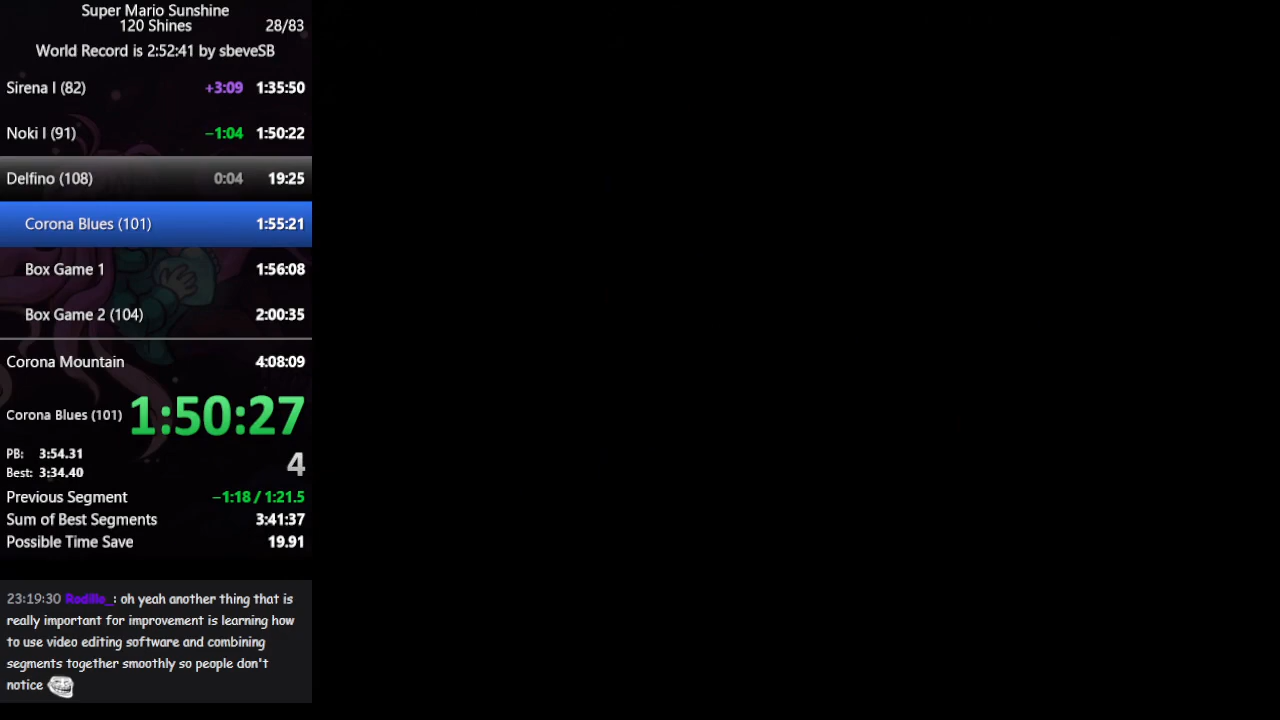 Super Mario Sunshine
120 Shines 28/83
World Record is 2:52:41 by sbeveSB
Sirena I (82) +3:09 1:35:50
Noki I (91) −1:04 1:50:22
Delfino (108) 0:04 19:25
Corona Blues (101) 1:55:21
Box Game 1 1:56:08
Box Game 2 (104) 2:00:35
Corona Mountain 4:08:09
Corona Blues (101) 1:50:27
PB: 3:54.31
Best: 3:34.40 4
Previous Segment −1:18 / 1:21.5
Sum of Best Segments 3:41:37
Possible Time Save 19.91
23:19:30 Rodillo_: oh yeah another thing that is
really important for improvement is learning how
to use video editing software and combining
segments together smoothly so people don't
notice